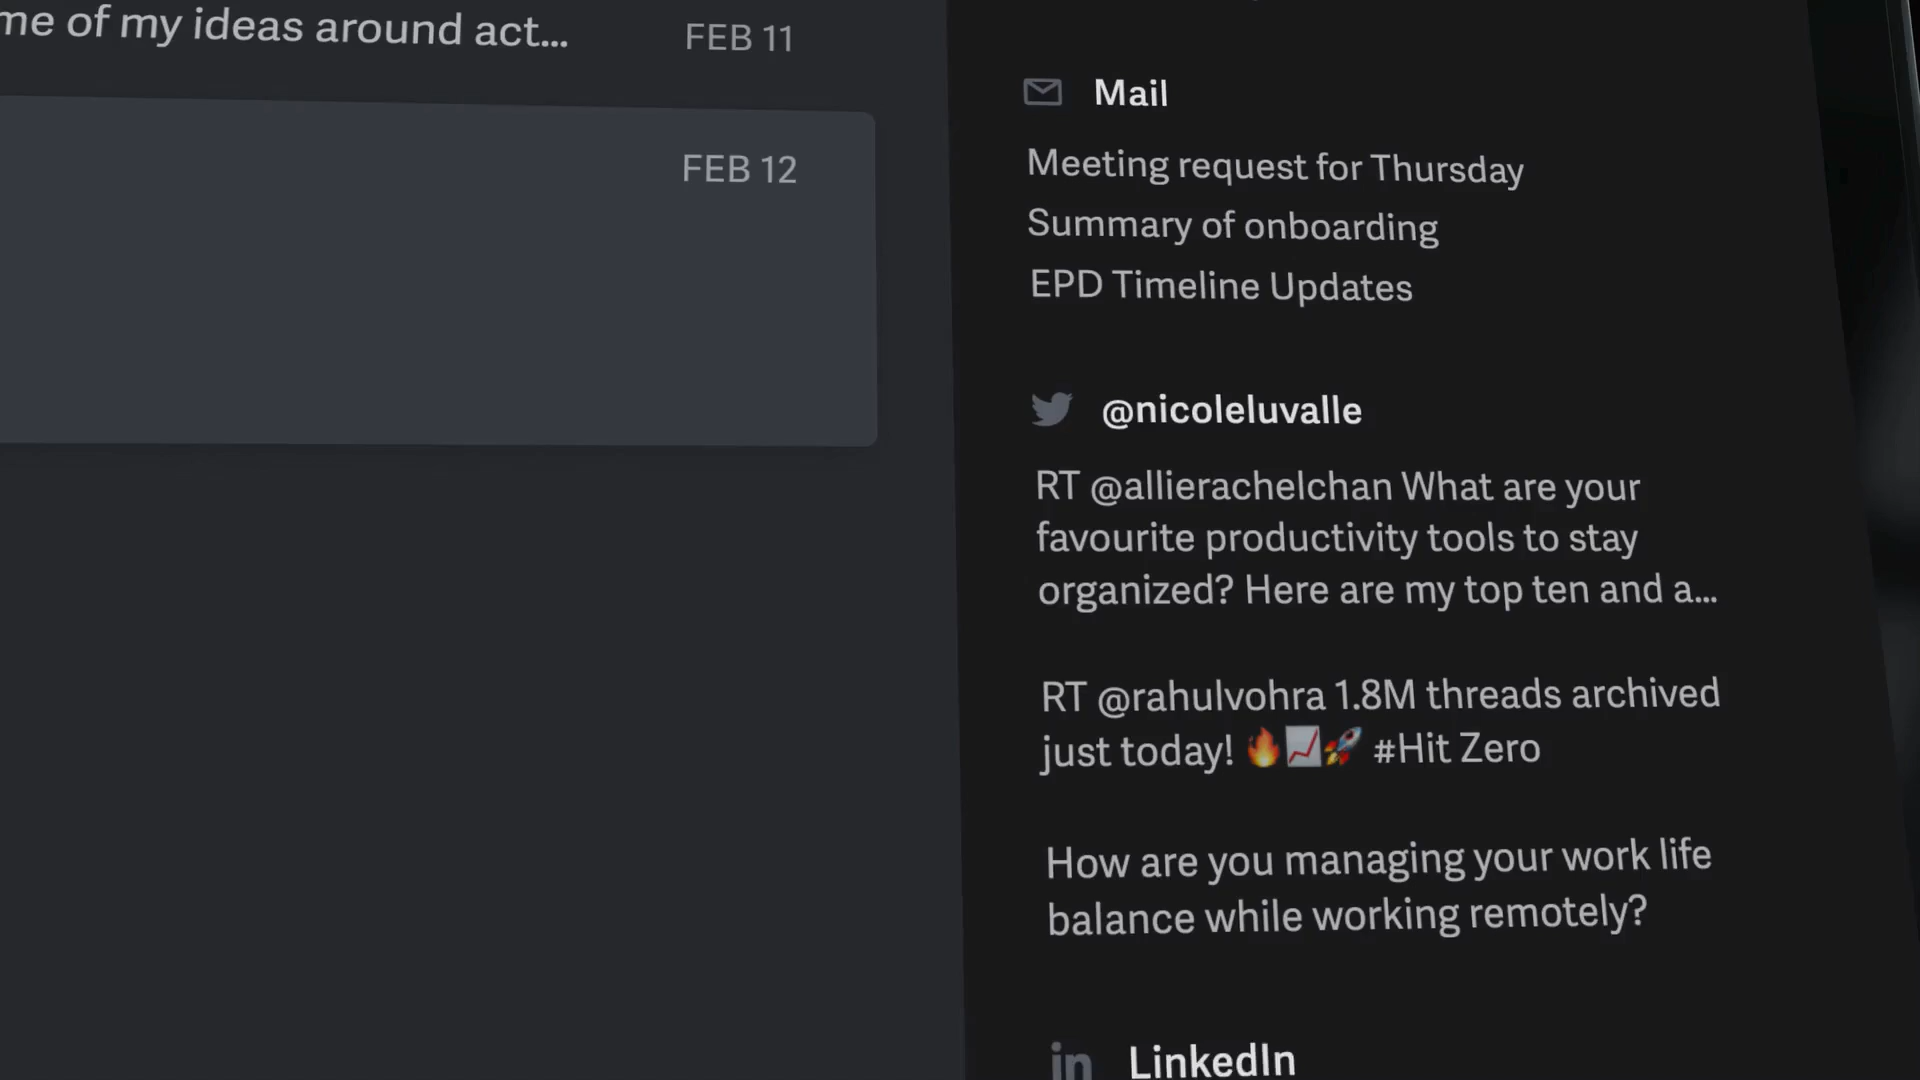 me of my ideas around act...
FEB 11
FEB 12
Mail
Meeting request for Thursday
Summary of onboarding
EPD Timeline Updates
@nicoleluvalle
RT @allierachelchan What are your
favourite productivity tools to stay
organized? Here are my top ten and a...
RT @rahulvohra 1.8M threads archived
just today! 🔥📈🚀 #Hit Zero
How are you managing your work life
balance while working remotely?
in LinkedIn